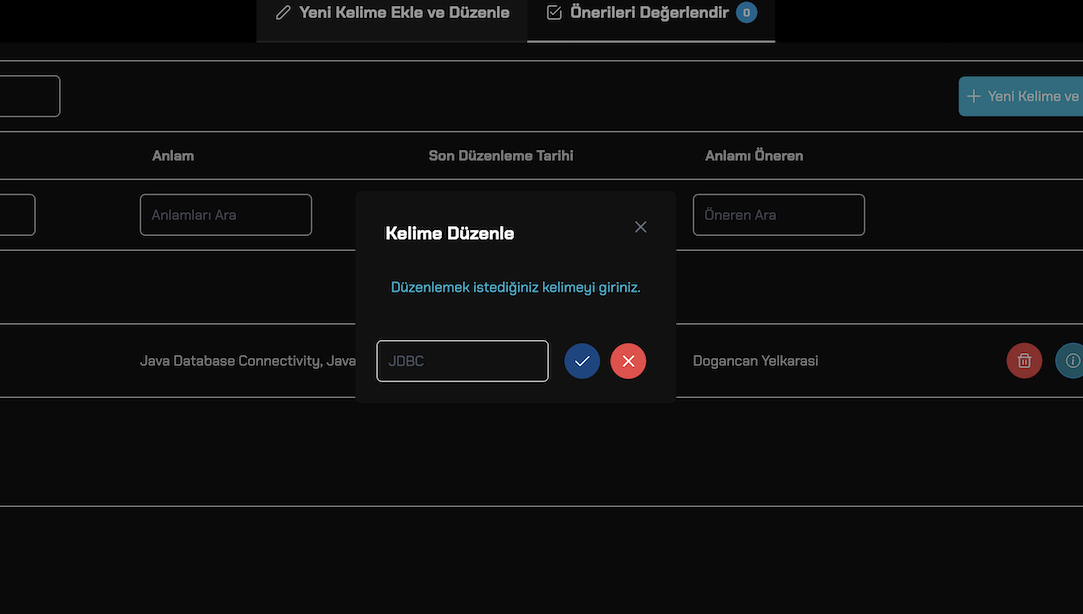 Yeni Kelime Ekle ve Düzenle
Önerileri Değerlendir 0
Yeni Kelime ve
Anlam
Son Düzenleme Tarihi
Anlamı Öneren
Anlamları Ara
Öneren Ara
Kelime Düzenle
Düzenlemek istediğiniz kelimeyi giriniz.
Java Database Connectivity, Java
JDBC
Dogancan Yelkarasi